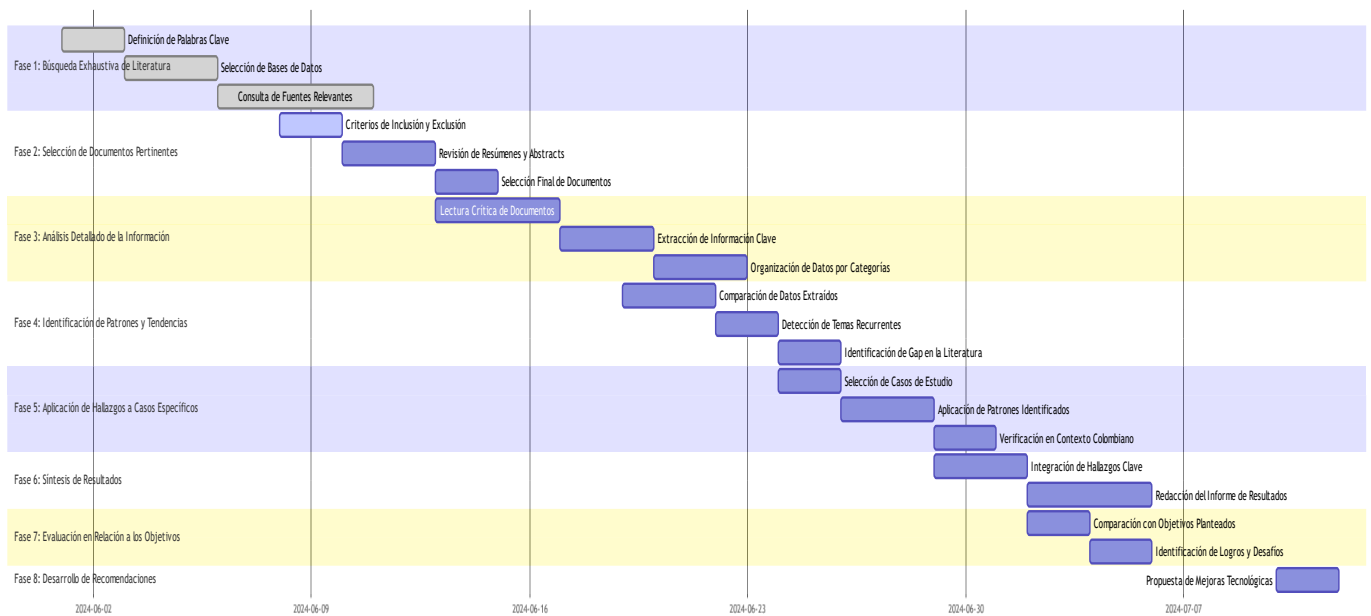 Fase 1: Búsqueda Exhaustiva de Literatura
Definición de Palabras Clave
Selección de Bases de Datos
Consulta de Fuentes Relevantes
Fase 2: Selección de Documentos Pertinentes
Criterios de Inclusión y Exclusión
Revisión de Resúmenes y Abstracts
Selección Final de Documentos
Fase 3: Análisis Detallado de la Información
Lectura Crítica de Documentos
Extracción de Información Clave
Organización de Datos por Categorías
Fase 4: Identificación de Patrones y Tendencias
Comparación de Datos Extraídos
Detección de Temas Recurrentes
Identificación de Gap en la Literatura
Fase 5: Aplicación de Hallazgos a Casos Específicos
Selección de Casos de Estudio
Aplicación de Patrones Identificados
Verificación en Contexto Colombiano
Fase 6: Síntesis de Resultados
Integración de Hallazgos Clave
Redacción del Informe de Resultados
Fase 7: Evaluación en Relación a los Objetivos
Comparación con Objetivos Planteados
Identificación de Logros y Desafíos
Fase 8: Desarrollo de Recomendaciones
Propuesta de Mejoras Tecnológicas
2024-06-02
2024-06-09
2024-06-16
2024-06-23
2024-06-30
2024-07-07